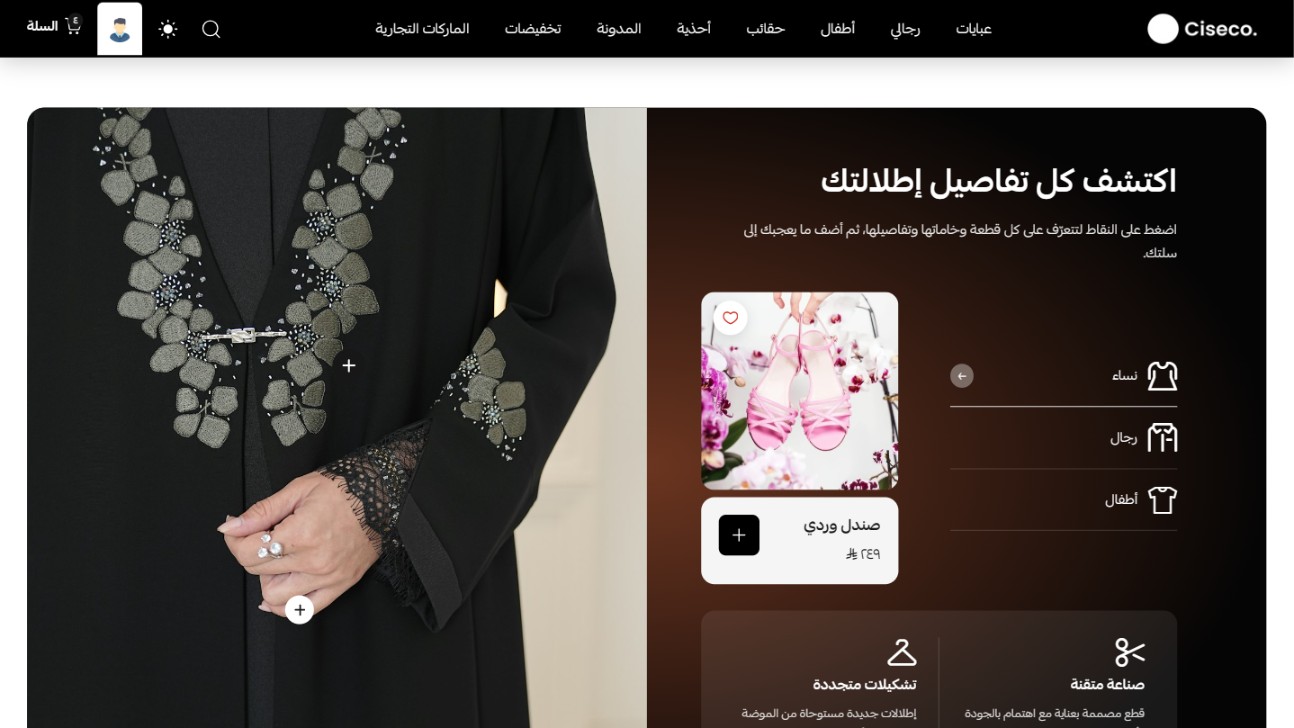 Ciseco.
عبايات
رجالي
أطفال
حقائب
أحذية
المدونة
تخفيضات
الماركات التجارية
٤
السلة
اكتشف كل تفاصيل إطلالتك
اضغط على النقاط لتتعرّف على كل قطعة وخاماتها وتفاصيلها، ثم أضف ما يعجبك إلى
سلتك.
نساء
رجال
أطفال
صندل وردي
٢٤٩
صناعة متقنة
قطع مصممة بعناية مع اهتمام بالجودة
تشكيلات متجددة
إطلالات جديدة مستوحاة من الموضة